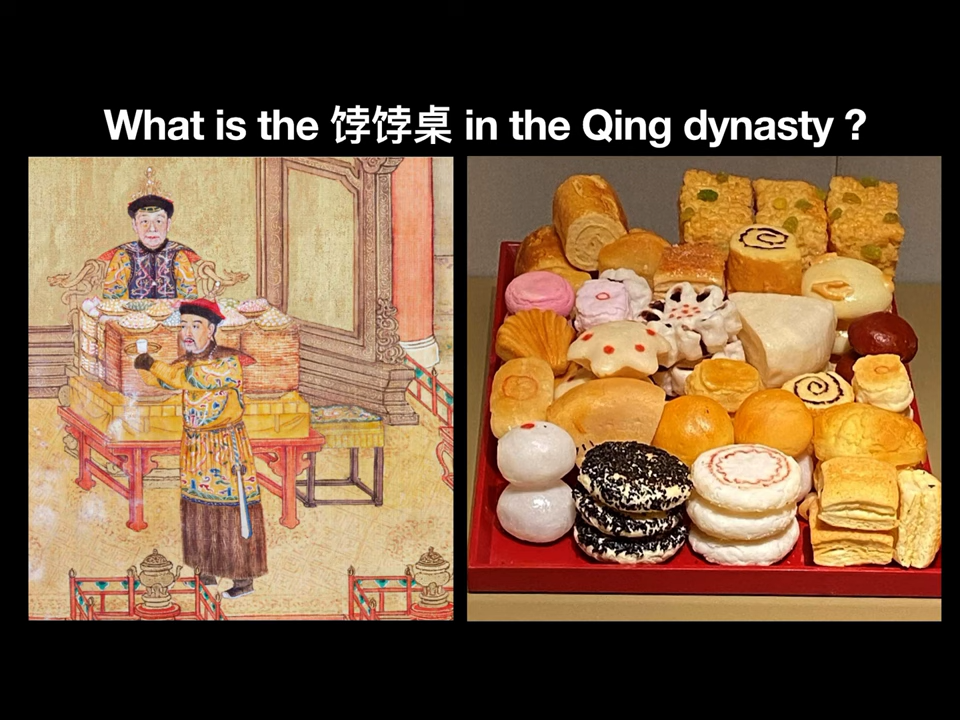 What is the 饽饽桌 in the Qing dynasty ?